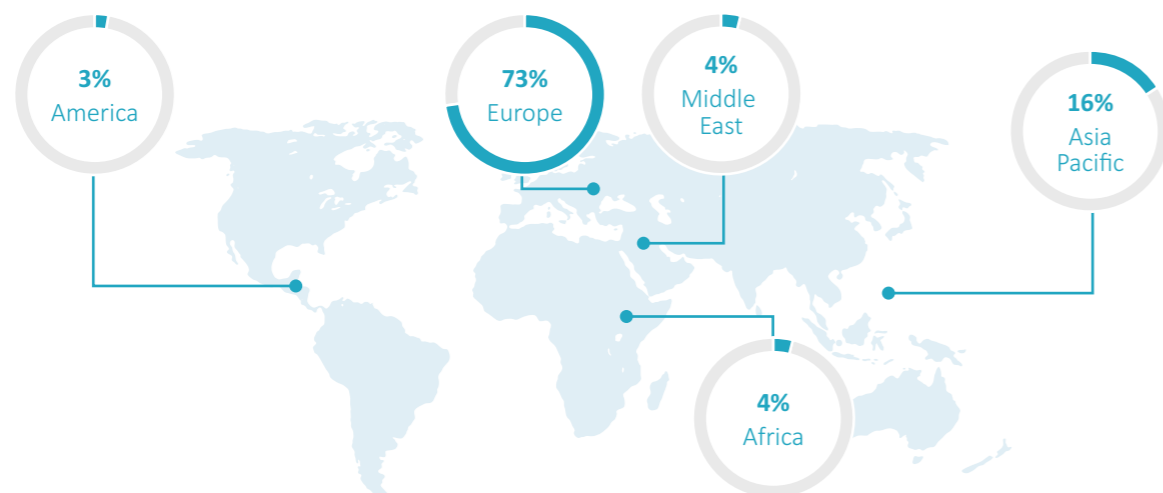 3%
America
73%
Europe
4%
Middle
East
16%
Asia
Pacific
4%
Africa